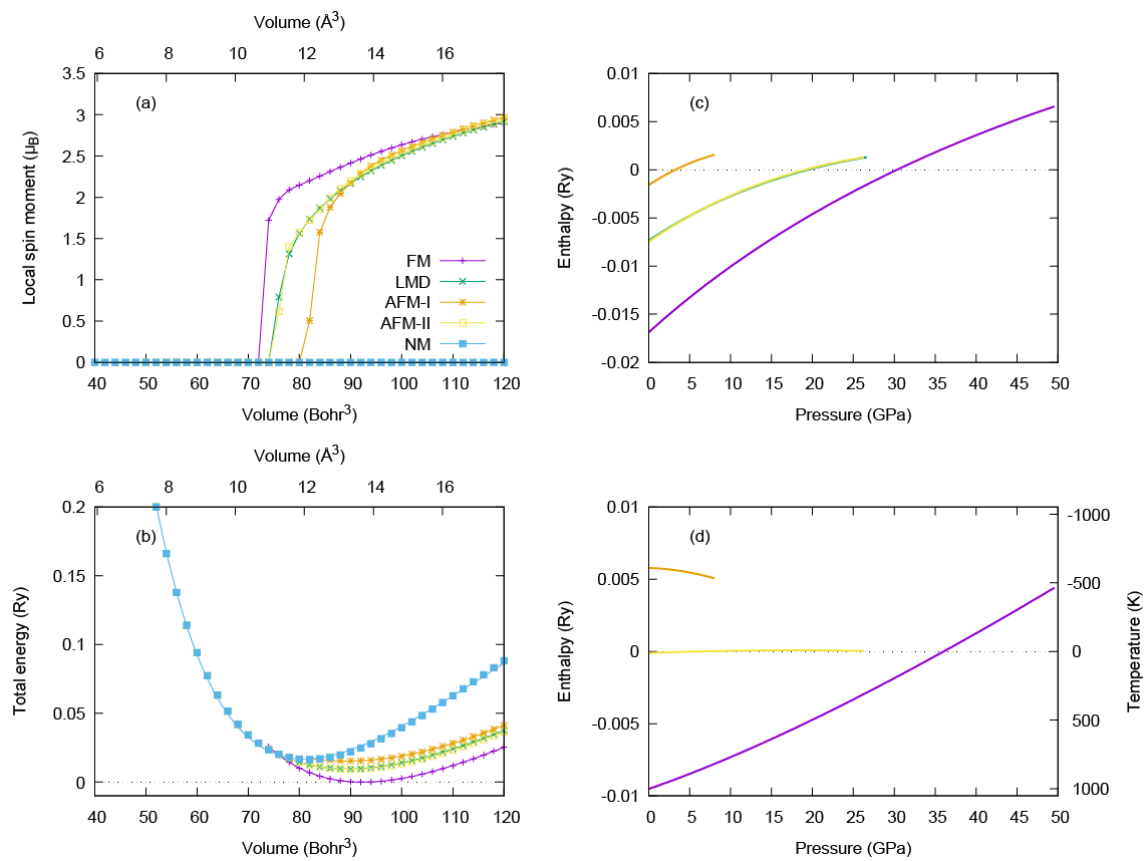 Volume (Å3)
6 8 10 12 14 16
3.5
3
2.5
2
1.5
1
0.5
0
Local spin moment (μB)
(a)
FM
LMD
AFM-I
AFM-II
NM
40 50 60 70 80 90 100 110 120
Volume (Bohr3)
0.01
0.005
0
-0.005
-0.01
-0.015
-0.02
Enthalpy (Ry)
(c)
0 5 10 15 20 25 30 35 40 45 50
Pressure (GPa)
Volume (Å3)
6 8 10 12 14 16
0.2
0.15
0.1
0.05
0
Total energy (Ry)
(b)
40 50 60 70 80 90 100 110 120
Volume (Bohr3)
0.01
0.005
0
-0.005
-0.01
Enthalpy (Ry)
(d)
-1000
-500
0
500
1000
Temperature (K)
0 5 10 15 20 25 30 35 40 45 50
Pressure (GPa)